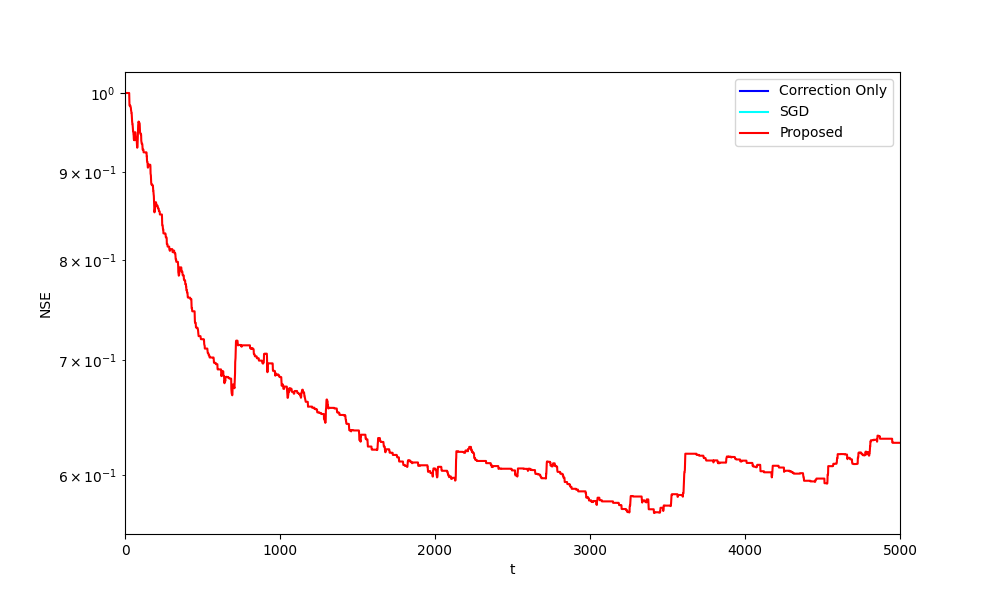 Correction Only
SGD
Proposed
10⁰
9 × 10⁻¹
8 × 10⁻¹
7 × 10⁻¹
6 × 10⁻¹
NSE
0 1000 2000 3000 4000 5000
t